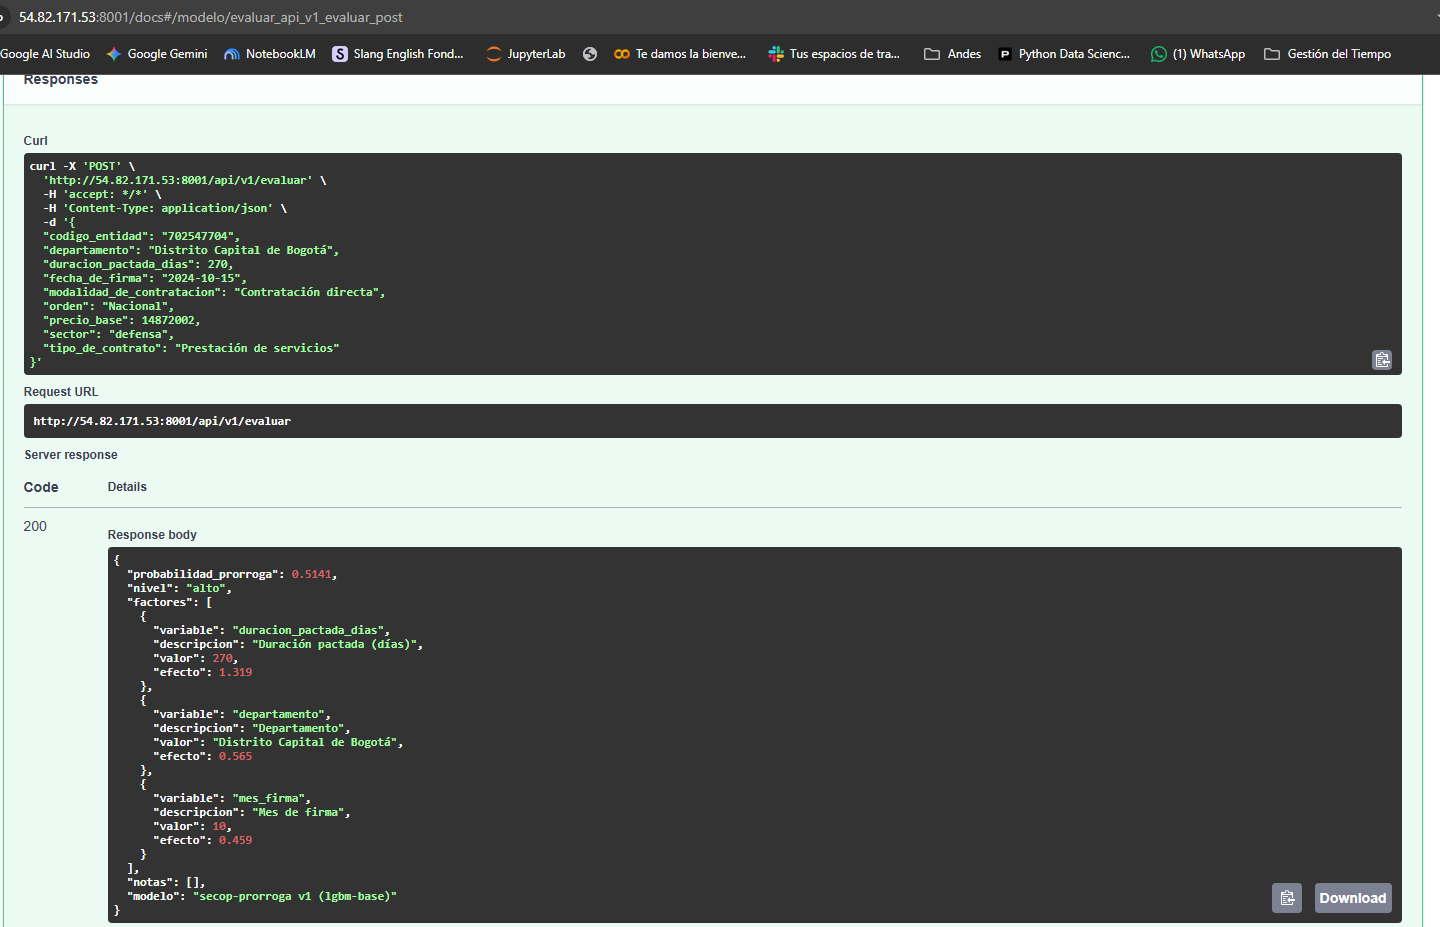 54.82.171.53:8001/docs#/modelo/evaluar_api_v1_evaluar_post
Google AI Studio Google Gemini NotebookLM S Slang English Fond... JupyterLab Te damos la bienve... Tus espacios de tra... Andes P Python Data Scienc... (1) WhatsApp Gestión del Tiempo
Responses
Curl
curl -X 'POST' \
'http://54.82.171.53:8001/api/v1/evaluar' \
-H 'accept: */*' \
-H 'Content-Type: application/json' \
-d '{
"codigo_entidad": "702547704",
"departamento": "Distrito Capital de Bogotá",
"duracion_pactada_dias": 270,
"fecha_de_firma": "2024-10-15",
"modalidad_de_contratacion": "Contratación directa",
"orden": "Nacional",
"precio_base": 14872002,
"sector": "defensa",
"tipo_de_contrato": "Prestación de servicios"
}'
Request URL
http://54.82.171.53:8001/api/v1/evaluar
Server response
Code Details
200
Response body
{
"probabilidad_prorroga": 0.5141,
"nivel": "alto",
"factores": [
{
"variable": "duracion_pactada_dias",
"descripcion": "Duración pactada (días)",
"valor": 270,
"efecto": 1.319
},
{
"variable": "departamento",
"descripcion": "Departamento",
"valor": "Distrito Capital de Bogotá",
"efecto": 0.565
},
{
"variable": "mes_firma",
"descripcion": "Mes de firma",
"valor": 10,
"efecto": 0.459
}
],
"notas": [],
"modelo": "secop-prorroga v1 (lgbm-base)"
}
Download